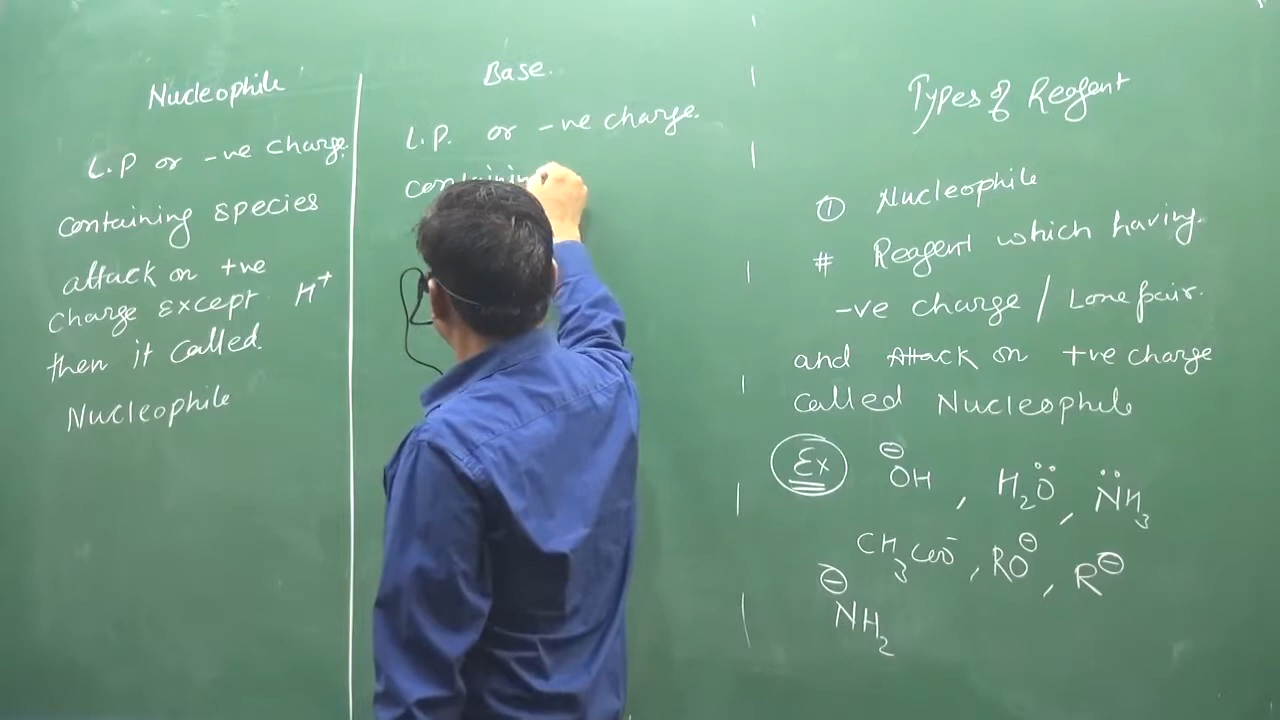 Nucleophile
L.P or -ve charge.
containing species
attack on +ve
charge Except H⁺
then it called.
Nucleophile
Base.
L.P. or -ve charge.
containin
Types of Reagent
① Nucleophile
# Reagent which having.
-ve charge / Lone pair.
and Attack on +ve charge
called Nucleophile
Ex ⊖OH , H₂Ö , N̈H₃
CH₃COO⁻ , RO⊖ , R⊖
⊖NH₂